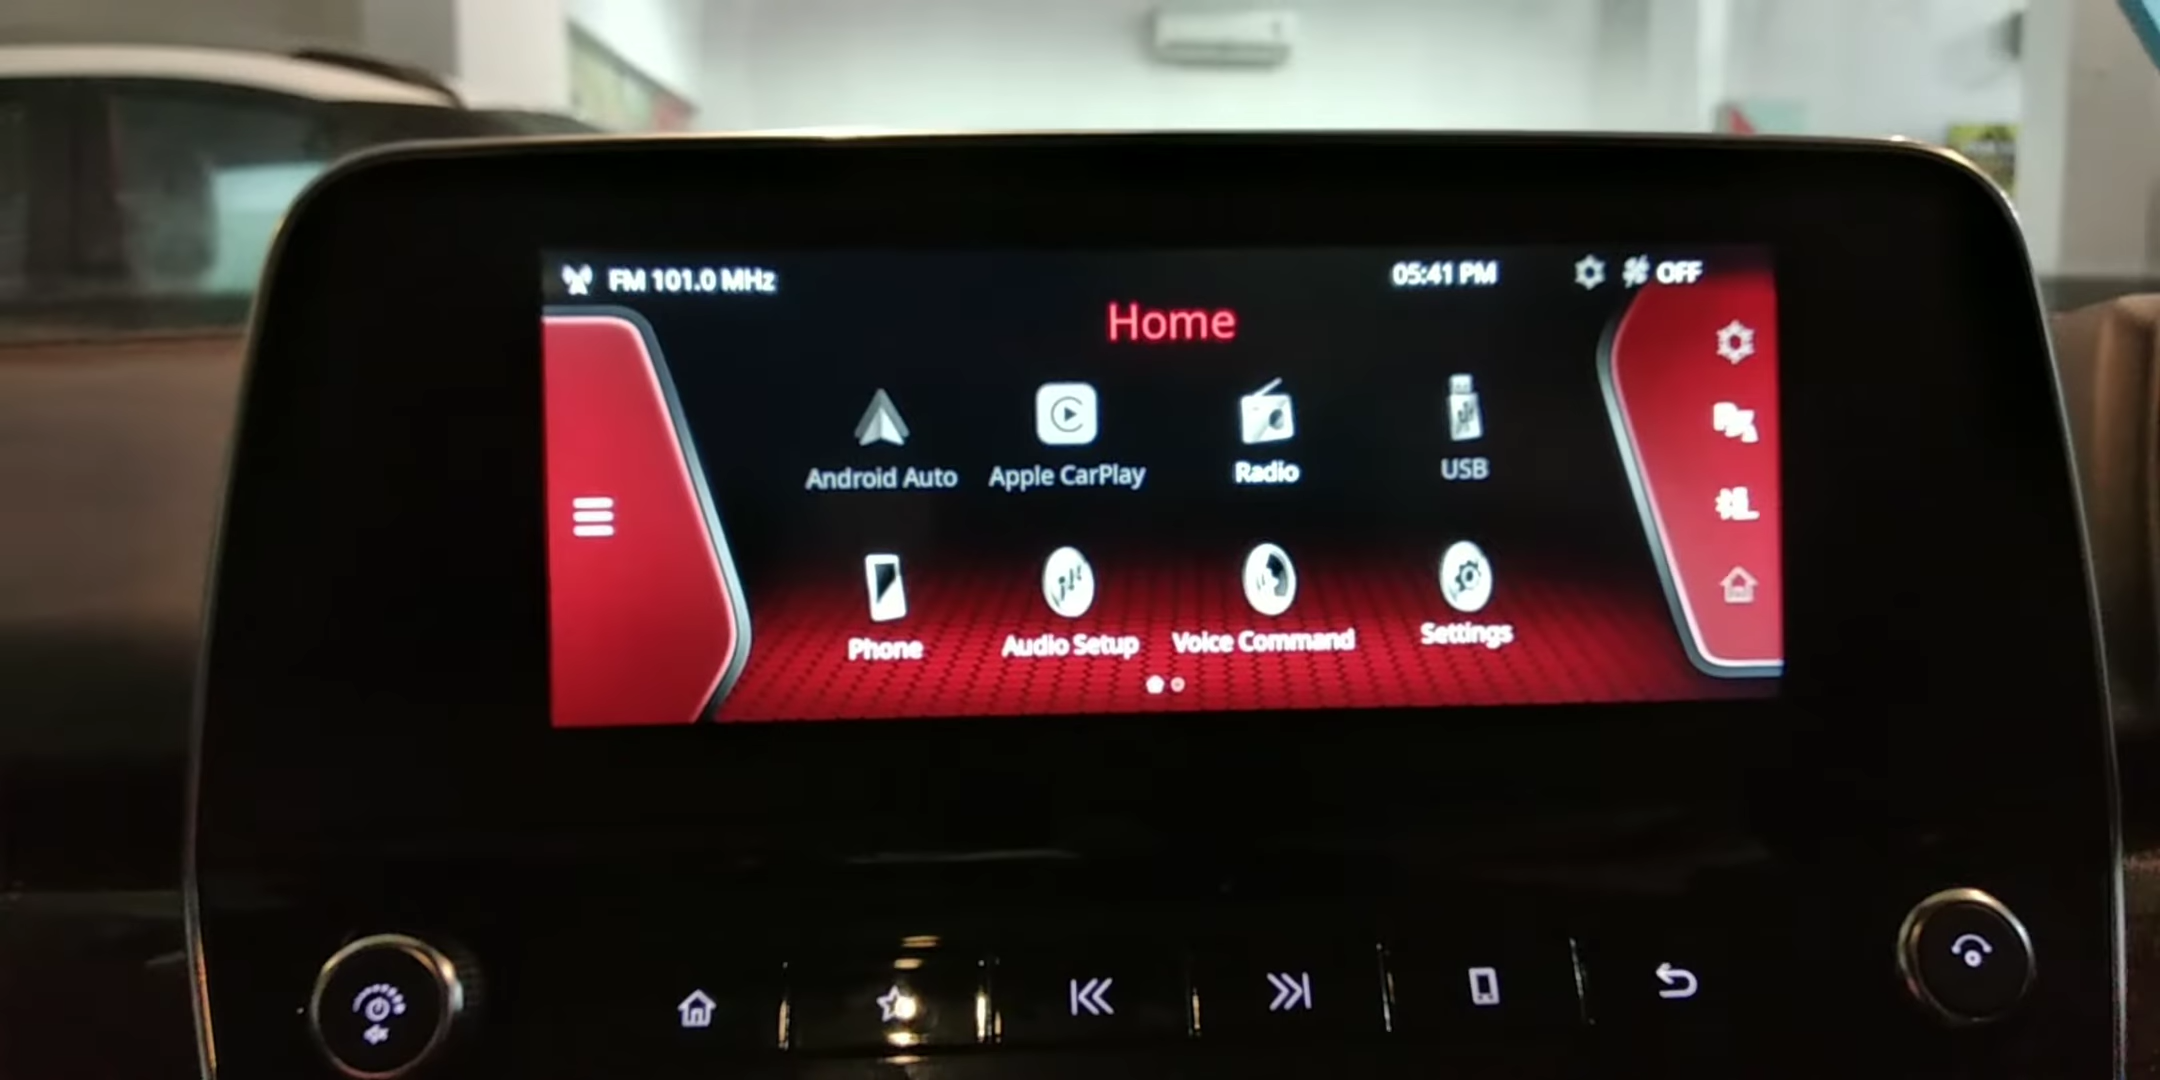 FM 101.0 MHz 05:41 PM OFF
Home
Android Auto Apple CarPlay Radio USB
Phone Audio Setup Voice Command Settings